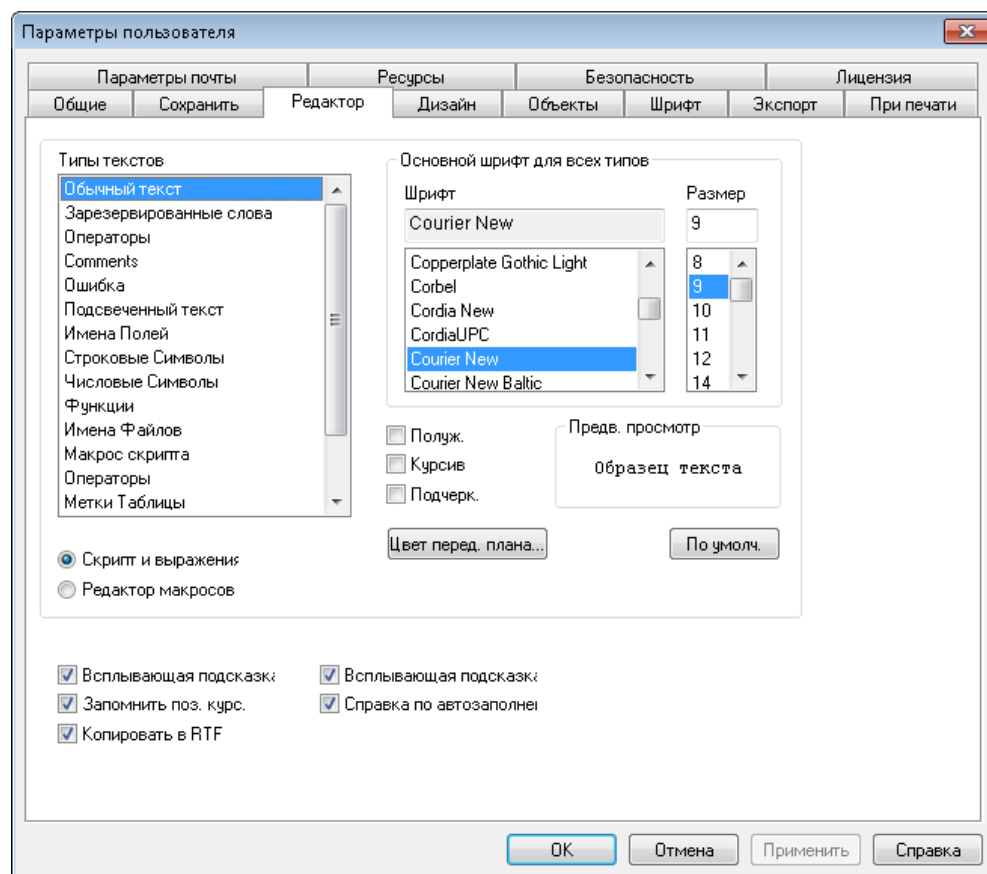 Параметры пользователя
Параметры почты
Ресурсы
Безопасность
Лицензия
Общие
Сохранить
Редактор
Дизайн
Объекты
Шрифт
Экспорт
При печати
Типы текстов
Обычный текст
Зарезервированные слова
Операторы
Comments
Ошибка
Подсвеченный текст
Имена Полей
Строковые Символы
Числовые Символы
Функции
Имена Файлов
Макрос скрипта
Операторы
Метки Таблицы
Скрипт и выражения
Редактор макросов
Основной шрифт для всех типов
Шрифт
Courier New
Copperplate Gothic Light
Corbel
Cordia New
CordiaUPC
Courier New
Courier New Baltic
Размер
9
8
9
10
11
12
14
Полуж.
Курсив
Подчерк.
Предв. просмотр
Образец текста
Цвет перед. плана...
По умолч.
Всплывающая подсказка
Запомнить поз. курс.
Копировать в RTF
Всплывающая подсказка
Справка по автозаполнен
OK
Отмена
Применить
Справка